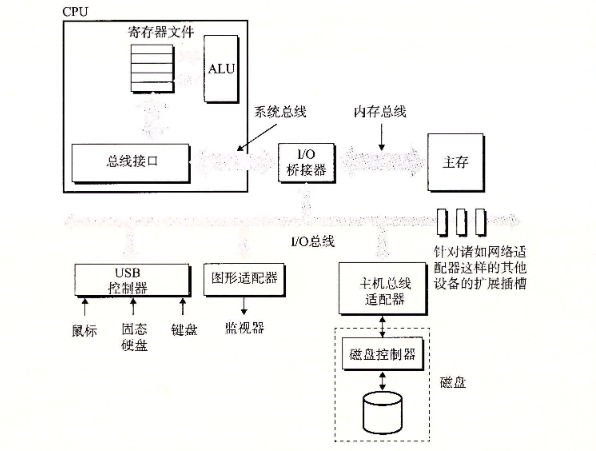 CPU
寄存器文件
ALU
系统总线
内存总线
总线接口
I/O
桥接器
主存
I/O总线
针对诸如网络适
配器这样的其他
设备的扩展插槽
USB
控制器
图形适配器
主机总线
适配器
鼠标
固态
硬盘
键盘
监视器
磁盘控制器
磁盘